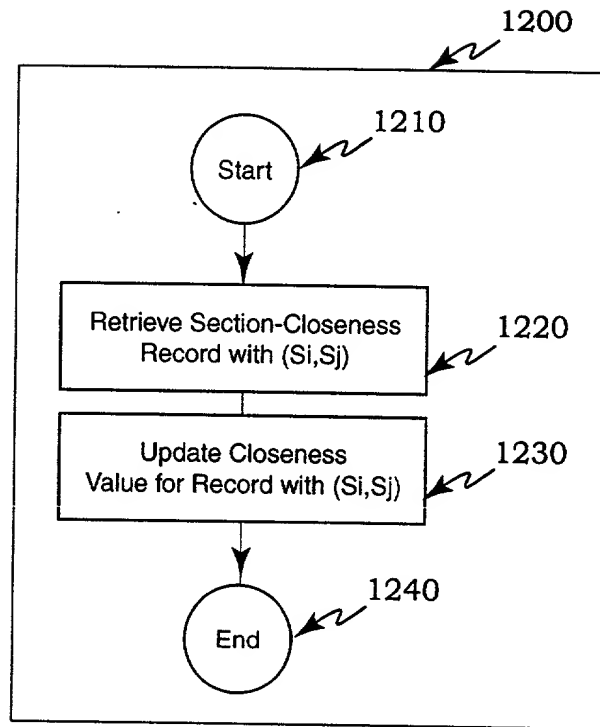 1200
1210
Start
Retrieve Section-Closeness
Record with (Si,Sj)
1220
Update Closeness
Value for Record with (Si,Sj)
1230
1240
End